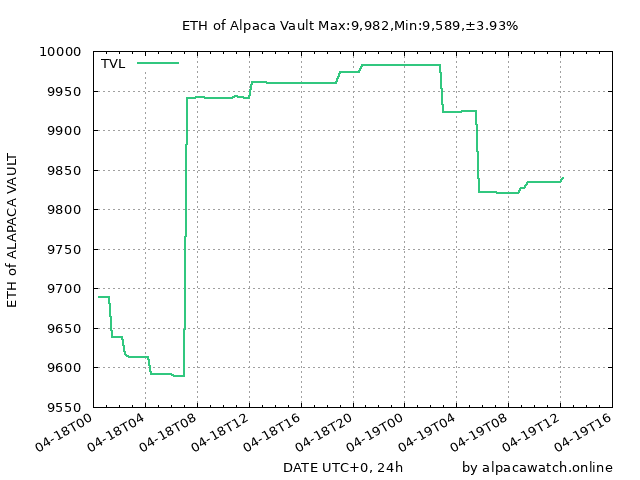 ETH of Alpaca Vault Max:9,982,Min:9,589,±3.93%
TVL
ETH of ALAPACA VAULT
10000
9950
9900
9850
9800
9750
9700
9650
9600
9550
04-18T00
04-18T04
04-18T08
04-18T12
04-18T16
04-18T20
04-19T00
04-19T04
04-19T08
04-19T12
04-19T16
DATE UTC+0, 24h
by alpacawatch.online